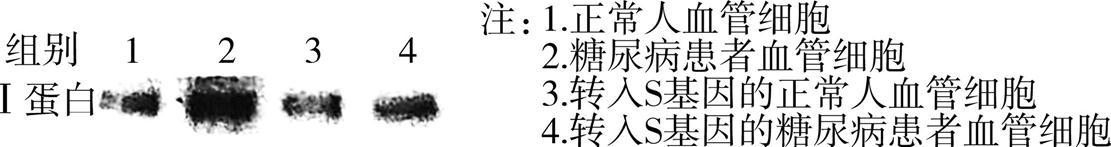 组别 1 2 3 4
I 蛋白
注：1.正常人血管细胞
2.糖尿病患者血管细胞
3.转入S基因的正常人血管细胞
4.转入S基因的糖尿病患者血管细胞